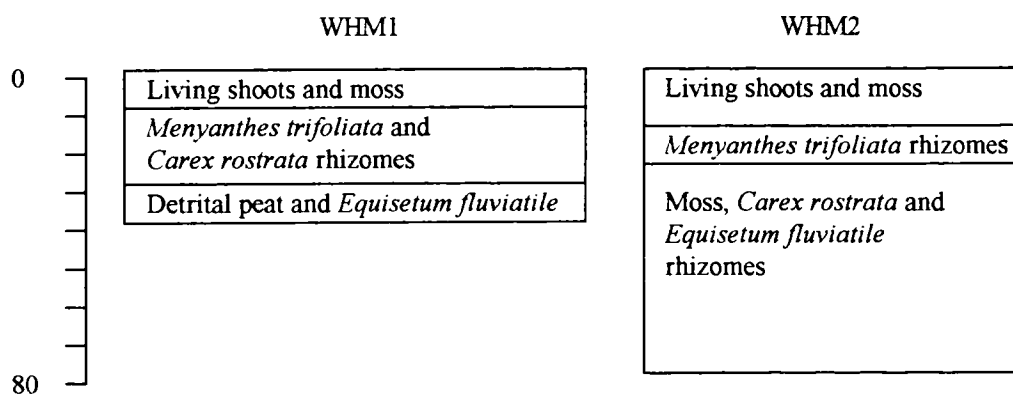 WHM1
WHM2
0
80
Living shoots and moss
Menyanthes trifoliata and
Carex rostrata rhizomes
Detrital peat and Equisetum fluviatile
Living shoots and moss
Menyanthes trifoliata rhizomes
Moss, Carex rostrata and
Equisetum fluviatile
rhizomes